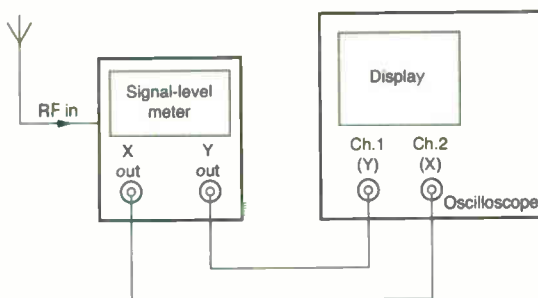 RF in
Signal-level
meter
X
out
Y
out
Display
Ch.1
(Y)
Ch.2
(X)
Oscilloscope